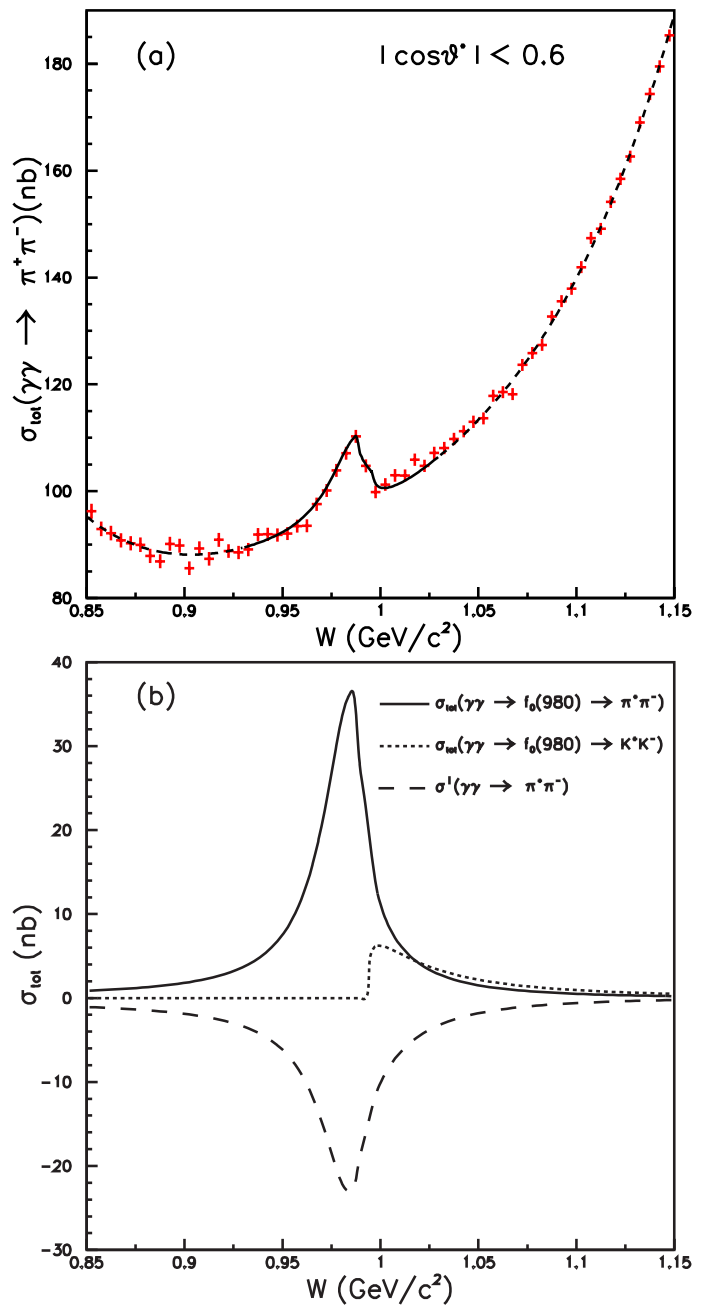 (a)
| cosϑ* | < 0.6
σtot(γγ → π⁺π⁻)(nb)
180
160
140
120
100
80
0.85 0.9 0.95 1 1.05 1.1 1.15
W (GeV/c²)
(b)
σtot(γγ → f₀(980) → π⁺π⁻)
σtot(γγ → f₀(980) → K⁺K⁻)
σᴵ(γγ → π⁺π⁻)
σtot (nb)
40
30
20
10
0
-10
-20
-30
0.85 0.9 0.95 1 1.05 1.1 1.15
W (GeV/c²)